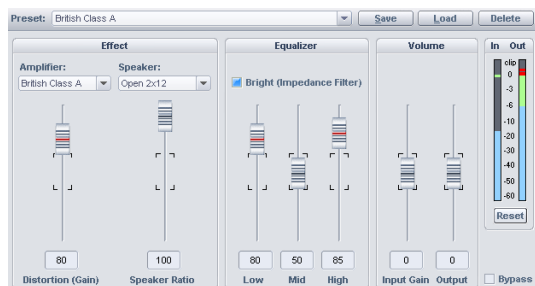 Preset: British Class A Save Load Delete
Effect Equalizer Volume In Out
Amplifier: Speaker:
British Class A Open 2x12
Bright (Impedance Filter)
clip
0
-3
-6
-10
-20
-30
-40
-50
-60
Reset
80 100 80 50 85 0 0
Distortion (Gain) Speaker Ratio Low Mid High Input Gain Output Bypass